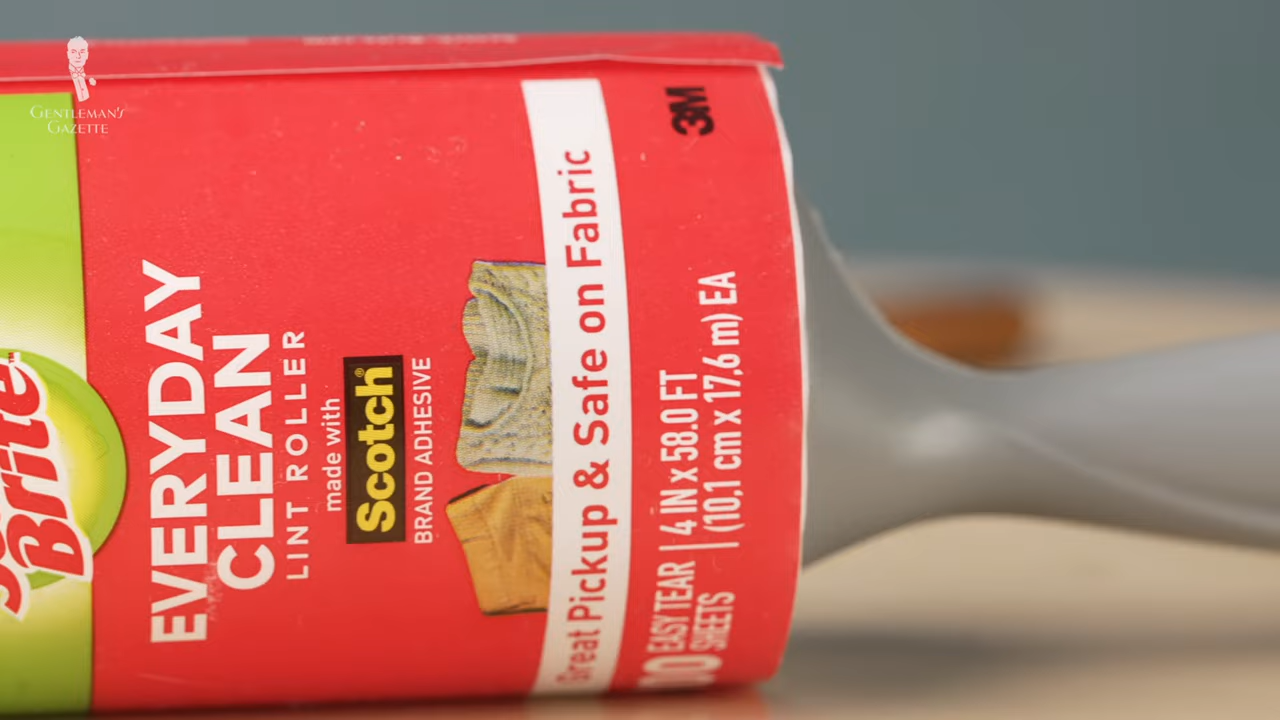 GENTLEMAN'S
GAZETTE
Brite
EVERYDAY
CLEAN
LINT ROLLER
made with
Scotch®
BRAND ADHESIVE
Great Pickup & Safe on Fabric
EASY TEAR | 4 IN x 58.0 FT
SHEETS | (10,1 cm x 17,6 m) EA
3M